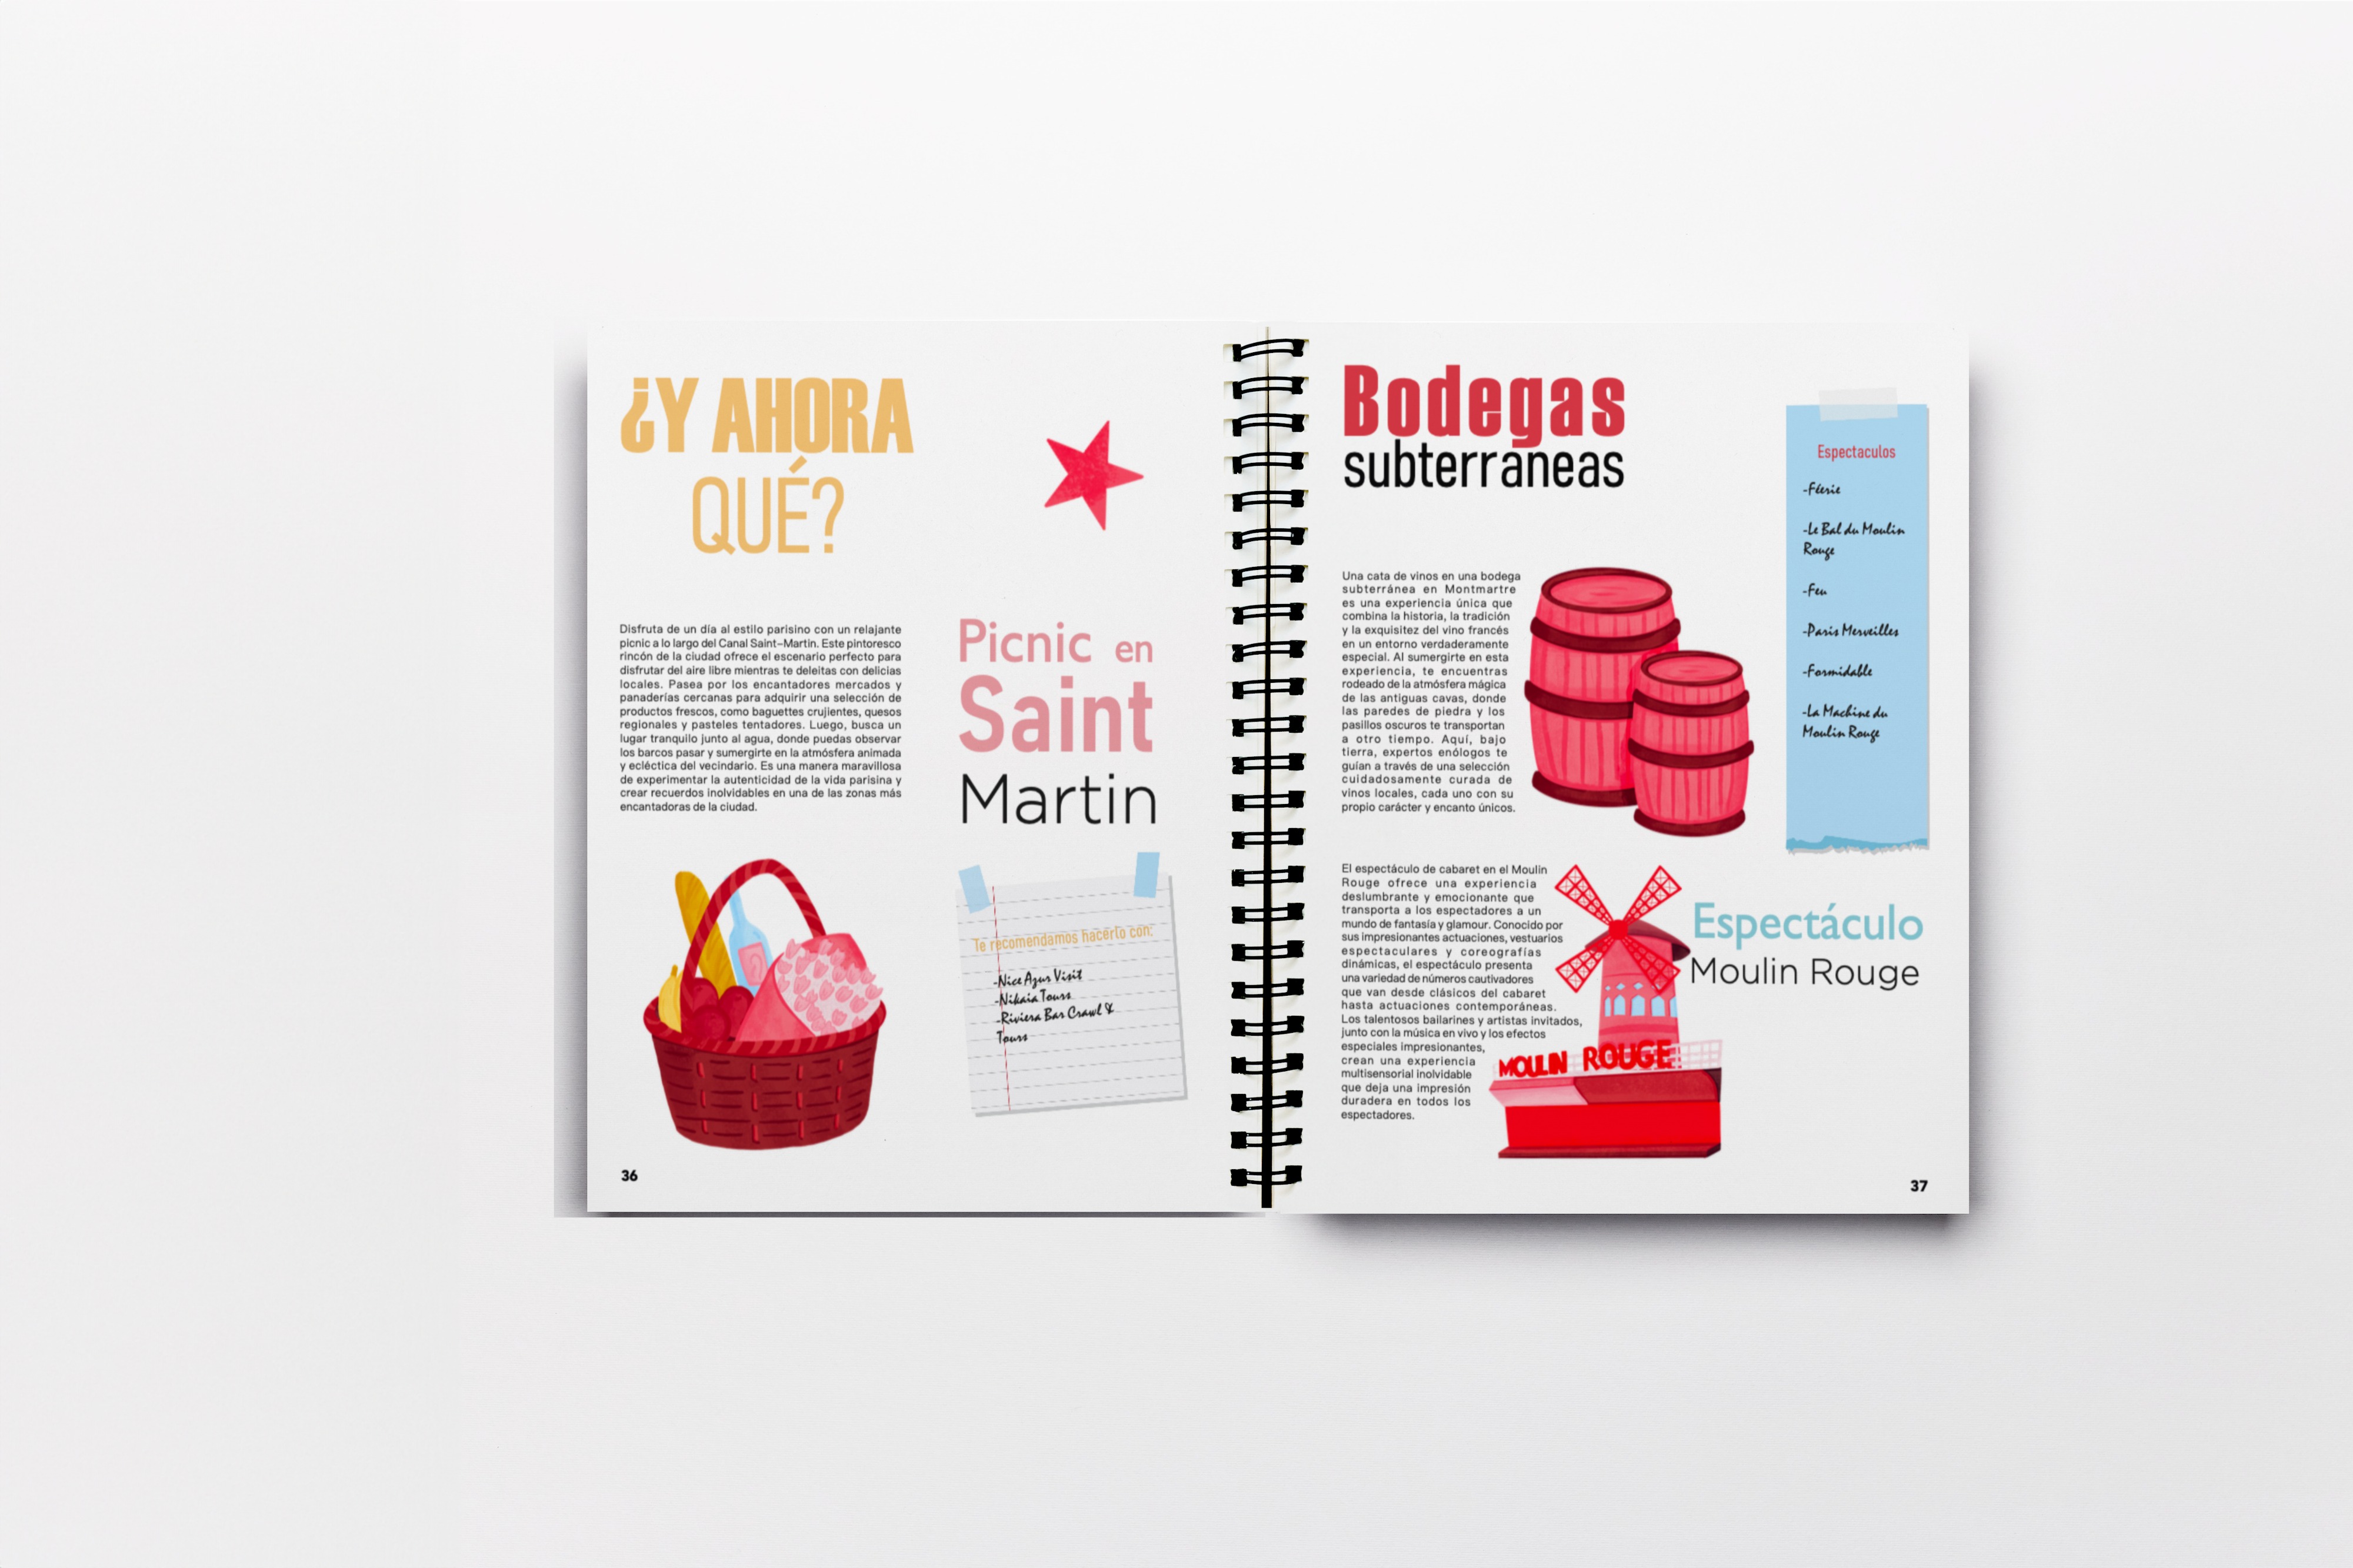 ¿Y AHORA
QUÉ?
Disfruta de un día al estilo parisino con un relajante
picnic a lo largo del Canal Saint-Martin. Este pintoresco
rincón de la ciudad ofrece el escenario perfecto para
disfrutar del aire libre mientras te deleitas con delicias
locales. Pasea por los encantadores mercados y
panaderías cercanas para adquirir una selección de
productos frescos, como baguettes crujientes, quesos
regionales y pasteles tentadores. Luego, busca un
lugar tranquilo junto al agua, donde puedas observar
los barcos pasar y sumergirte en la atmósfera animada
y ecléctica del vecindario. Es una manera maravillosa
de experimentar la autenticidad de la vida parisina y
crear recuerdos inolvidables en una de las zonas más
encantadoras de la ciudad.
Picnic en
Saint
Martin
Te recomendamos hacerlo con:
-Nice Azur Visit
-Nikaia Tours
-Riviera Bar Crawl &
Tours
36
Bodegas
subterráneas
Una cata de vinos en una bodega
subterránea en Montmartre
es una experiencia única que
combina la historia, la tradición
y la exquisitez del vino francés
en un entorno verdaderamente
especial. Al sumergirte en esta
experiencia, te encuentras
rodeado de la atmósfera mágica
de las antiguas cavas, donde
las paredes de piedra y los
pasillos oscuros te transportan
a otro tiempo. Aquí, bajo
tierra, expertos enólogos te
guían a través de una selección
cuidadosamente curada de
vinos locales, cada uno con su
propio carácter y encanto únicos.
Espectaculos
-Féerie
-Le Bal du Moulin
Rouge
-Feu
-Paris Merveilles
-Formidable
-La Machine du
Moulin Rouge
El espectáculo de cabaret en el Moulin
Rouge ofrece una experiencia
deslumbrante y emocionante que
transporta a los espectadores a un
mundo de fantasía y glamour. Conocido por
sus impresionantes actuaciones, vestuarios
espectaculares y coreografías
dinámicas, el espectáculo presenta
una variedad de números cautivadores
que van desde clásicos del cabaret
hasta actuaciones contemporáneas.
Los talentosos bailarines y artistas invitados,
junto con la música en vivo y los efectos
especiales impresionantes,
crean una experiencia
multisensorial inolvidable
que deja una impresión
duradera en todos los
espectadores.
Espectáculo
Moulin Rouge
MOULIN ROUGE
37